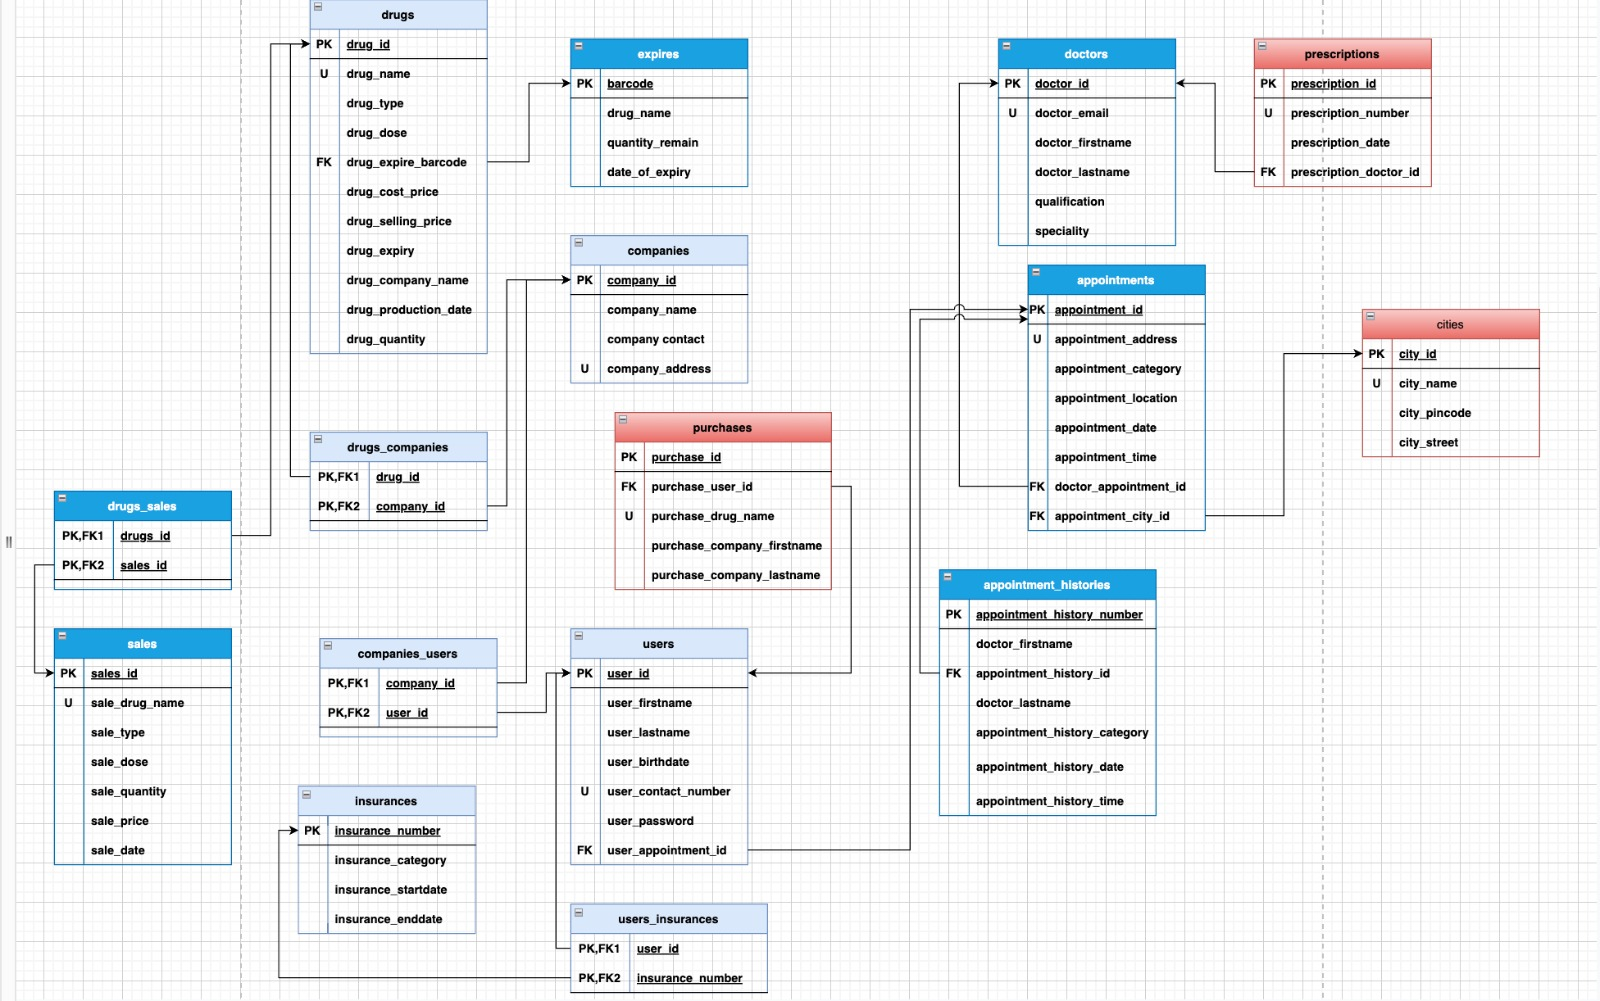 drugs
PK drug_id
U drug_name
drug_type
drug_dose
FK drug_expire_barcode
drug_cost_price
drug_selling_price
drug_expiry
drug_company_name
drug_production_date
drug_quantity
expires
PK barcode
drug_name
quantity_remain
date_of_expiry
doctors
PK doctor_id
U doctor_email
doctor_firstname
doctor_lastname
qualification
speciality
prescriptions
PK prescription_id
U prescription_number
prescription_date
FK prescription_doctor_id
companies
PK company_id
company_name
company contact
U company_address
appointments
PK appointment_id
U appointment_address
appointment_category
appointment_location
appointment_date
appointment_time
FK doctor_appointment_id
FK appointment_city_id
cities
PK city_id
U city_name
city_pincode
city_street
drugs_companies
PK,FK1 drug_id
PK,FK2 company_id
purchases
PK purchase_id
FK purchase_user_id
U purchase_drug_name
purchase_company_firstname
purchase_company_lastname
drugs_sales
PK,FK1 drugs_id
PK,FK2 sales_id
sales
PK sales_id
U sale_drug_name
sale_type
sale_dose
sale_quantity
sale_price
sale_date
companies_users
PK,FK1 company_id
PK,FK2 user_id
users
PK user_id
user_firstname
user_lastname
user_birthdate
U user_contact_number
user_password
FK user_appointment_id
appointment_histories
PK appointment_history_number
doctor_firstname
FK appointment_history_id
doctor_lastname
appointment_history_category
appointment_history_date
appointment_history_time
insurances
PK insurance_number
insurance_category
insurance_startdate
insurance_enddate
users_insurances
PK,FK1 user_id
PK,FK2 insurance_number